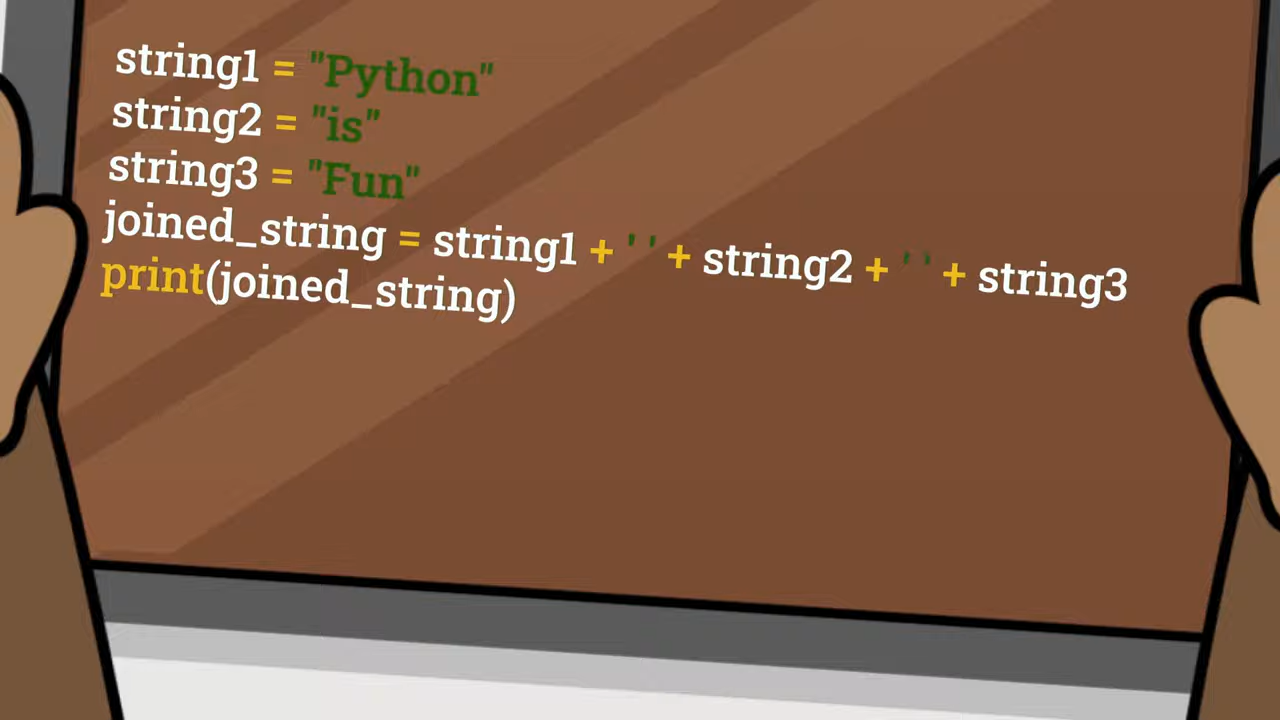 string1 = "Python"
string2 = "is"
string3 = "Fun"
joined_string = string1 + ' ' + string2 + ' ' + string3
print(joined_string)